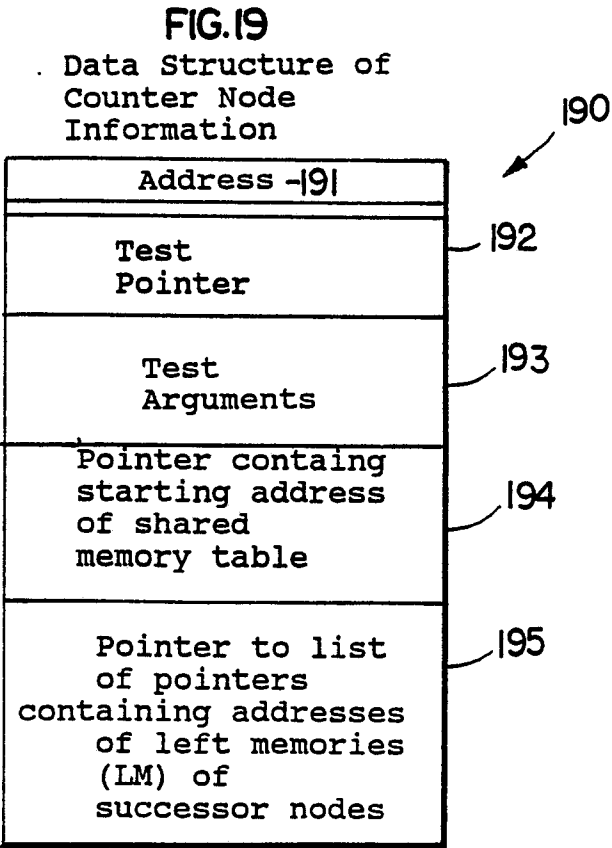 FIG.19
Data Structure of
Counter Node
Information
190
Address -191
Test
Pointer
192
Test
Arguments
193
Pointer containg
starting address
of shared
memory table
194
Pointer to list
of pointers
containing addresses
of left memories
(LM) of
successor nodes
195